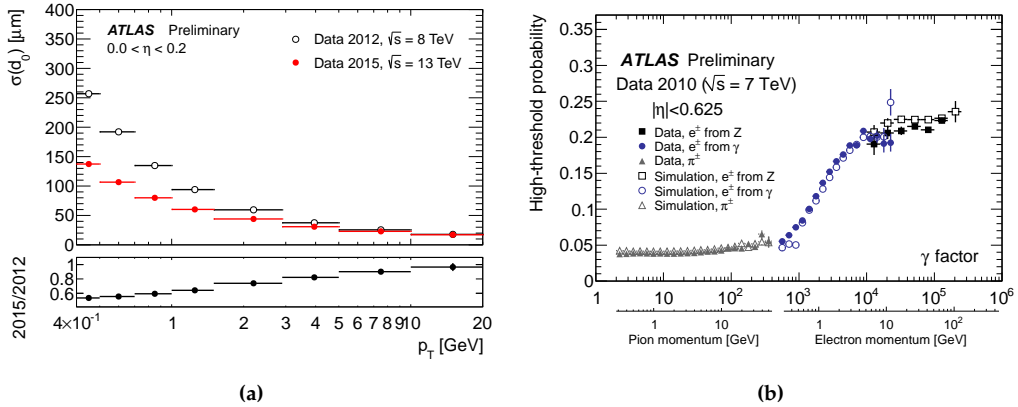 σ(d₀) [μm]
400
350
300
250
200
150
100
50
0
ATLAS Preliminary
0.0 < η < 0.2
Data 2012, √s = 8 TeV
Data 2015, √s = 13 TeV
2015/2012
1
0.8
0.6
4×10⁻¹ 1 2 3 4 5 6 7 8 9 10 20
p_T [GeV]
(a)
High-threshold probability
0.35
0.3
0.25
0.2
0.15
0.1
0.05
0
ATLAS Preliminary
Data 2010 (√s = 7 TeV)
|η|<0.625
Data, e± from Z
Data, e± from γ
Data, π±
Simulation, e± from Z
Simulation, e± from γ
Simulation, π±
γ factor
1 10 10² 10³ 10⁴ 10⁵ 10⁶
1 10 1 10 10²
Pion momentum [GeV] Electron momentum [GeV]
(b)